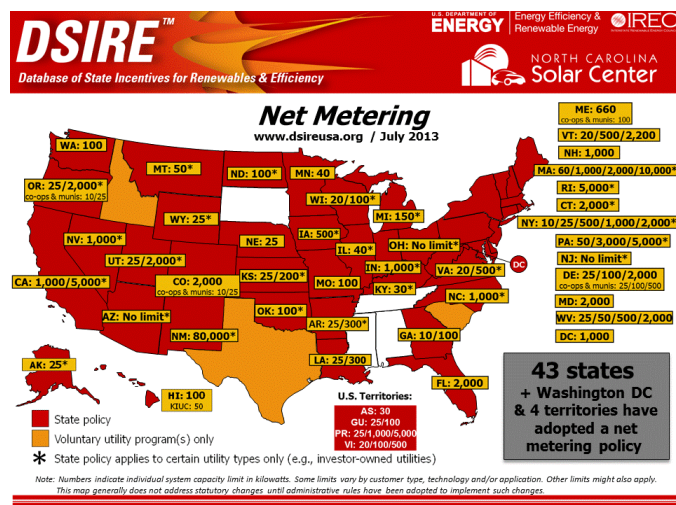 DSIRE™
Database of State Incentives for Renewables & Efficiency
U.S. DEPARTMENT OF
ENERGY
Energy Efficiency &
Renewable Energy
IREC
NORTH CAROLINA
Solar Center
Net Metering
www.dsireusa.org / July 2013
WA: 100
OR: 25/2,000*
co-ops & munis: 10/25
MT: 50*
ND: 100*
MN: 40
WI: 20/100*
MI: 150*
WY: 25*
IA: 500*
NV: 1,000*
NE: 25
IL: 40*
OH: No limit*
UT: 25/2,000*
IN: 1,000*
VA: 20/500*
DC
CA: 1,000/5,000*
CO: 2,000
co-ops & munis: 10/25
KS: 25/200*
MO: 100
KY: 30*
NC: 1,000*
AZ: No limit*
OK: 100*
AR: 25/300*
NM: 80,000*
GA: 10/100
LA: 25/300
AK: 25*
HI: 100
KIUC: 50
FL: 2,000
ME: 660
co-ops & munis: 100
VT: 20/500/2,200
NH: 1,000
MA: 60/1,000/2,000/10,000*
RI: 5,000*
CT: 2,000*
NY: 10/25/500/1,000/2,000*
PA: 50/3,000/5,000*
NJ: No limit*
DE: 25/100/2,000
co-ops & munis: 25/100/500
MD: 2,000
WV: 25/50/500/2,000
DC: 1,000
U.S. Territories:
AS: 30
GU: 25/100
PR: 25/1,000/5,000
VI: 20/100/500
43 states
+ Washington DC
& 4 territories have
adopted a net
metering policy
State policy
Voluntary utility program(s) only
* State policy applies to certain utility types only (e.g., investor-owned utilities)
Note: Numbers indicate individual system capacity limit in kilowatts. Some limits vary by customer type, technology and/or application. Other limits might also apply.
This map generally does not address statutory changes until administrative rules have been adopted to implement such changes.